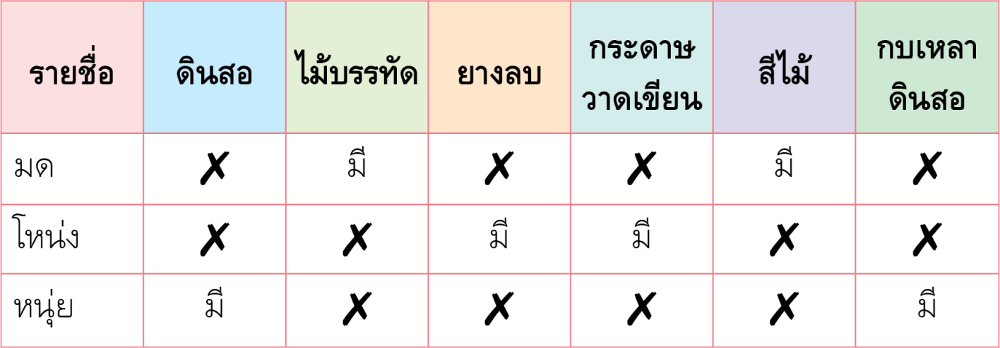 รายชื่อ ดินสอ ไม้บรรทัด ยางลบ กระดาษวาดเขียน สีไม้ กบเหลาดินสอ
มด ✗ มี ✗ ✗ มี ✗
โหน่ง ✗ ✗ มี มี ✗ ✗
หนุ่ย มี ✗ ✗ ✗ ✗ มี